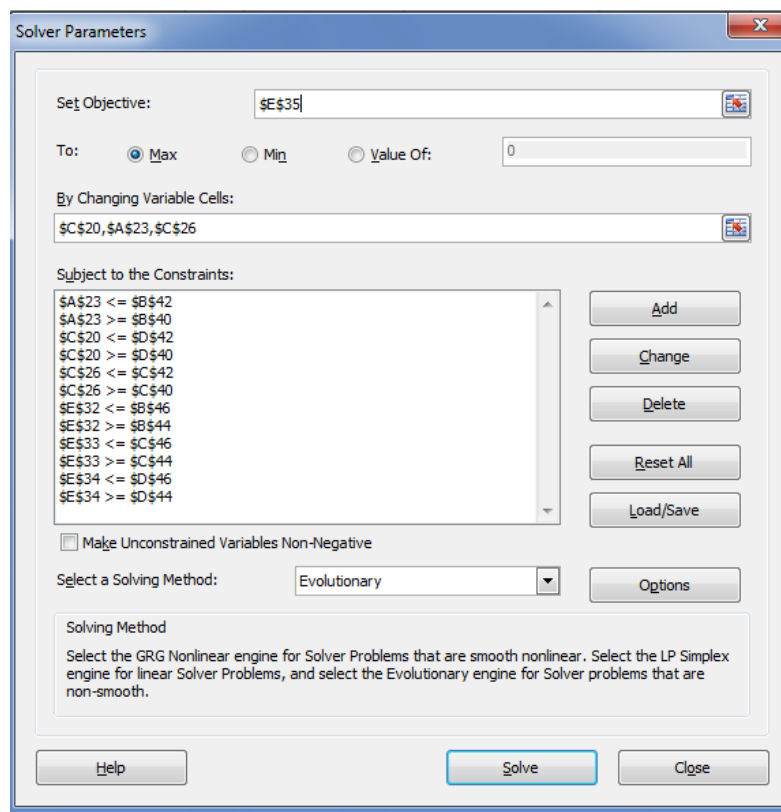 Solver Parameters
Set Objective:
$E$35
To:
Max
Min
Value Of:
0
By Changing Variable Cells:
$C$20,$A$23,$C$26
Subject to the Constraints:
$A$23 <= $B$42
$A$23 >= $B$40
$C$20 <= $D$42
$C$20 >= $D$40
$C$26 <= $C$42
$C$26 >= $C$40
$E$32 <= $B$46
$E$32 >= $B$44
$E$33 <= $C$46
$E$33 >= $C$44
$E$34 <= $D$46
$E$34 >= $D$44
Add
Change
Delete
Reset All
Load/Save
Make Unconstrained Variables Non-Negative
Select a Solving Method:
Evolutionary
Options
Solving Method
Select the GRG Nonlinear engine for Solver Problems that are smooth nonlinear. Select the LP Simplex
engine for linear Solver Problems, and select the Evolutionary engine for Solver problems that are
non-smooth.
Help
Solve
Close